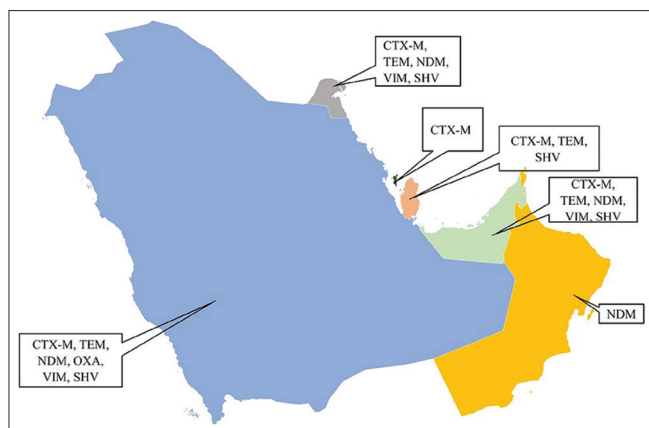 CTX-M,
TEM, NDM,
VIM, SHV
CTX-M
CTX-M, TEM,
SHV
CTX-M,
TEM, NDM,
VIM, SHV
NDM
CTX-M, TEM,
NDM, OXA,
VIM, SHV